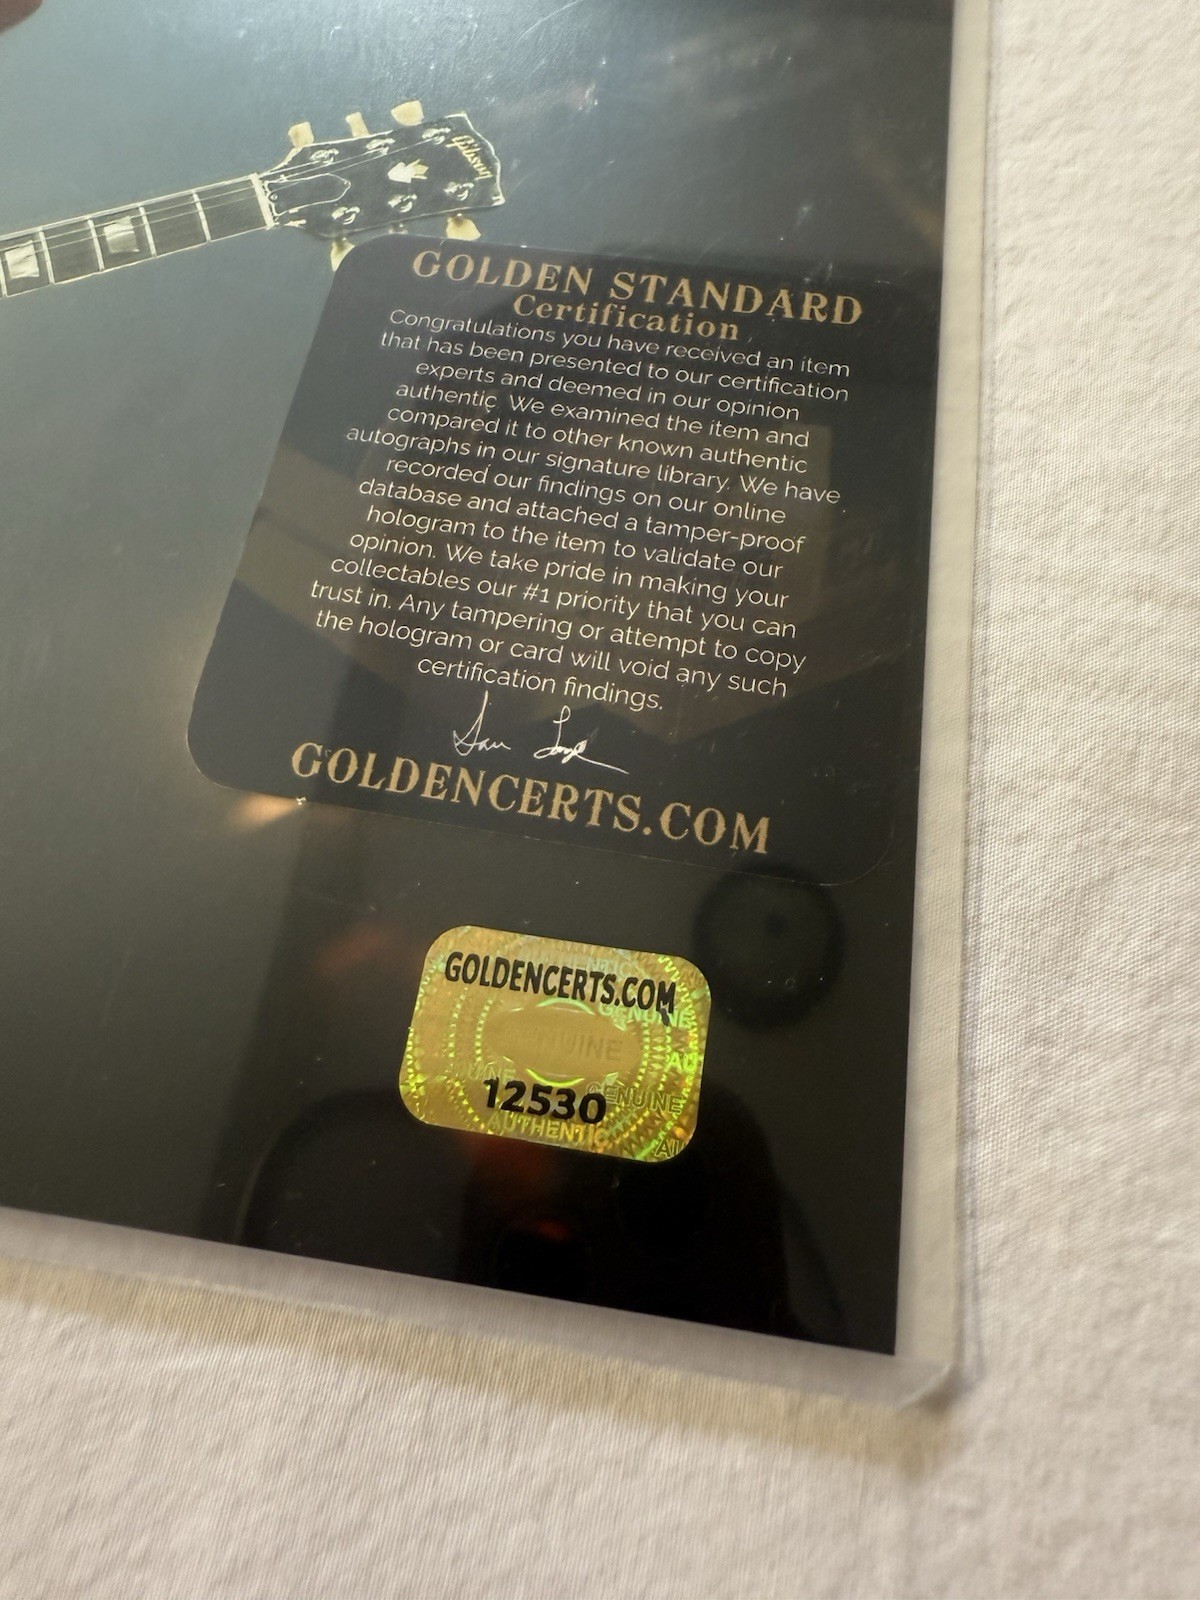 Gibson
GOLDEN STANDARD
Certification
Congratulations you have received an item
that has been presented to our certification
experts and deemed in our opinion
authentic. We examined the item and
compared it to other known authentic
autographs in our signature library. We have
recorded our findings on our online
database and attached a tamper-proof
hologram to the item to validate our
opinion. We take pride in making your
collectables our #1 priority that you can
trust in. Any tampering or attempt to copy
the hologram or card will void any such
certification findings.
GOLDENCERTS.COM
GOLDENCERTS.COM
GENUINE
12530
GENUINE
AUTHENTIC